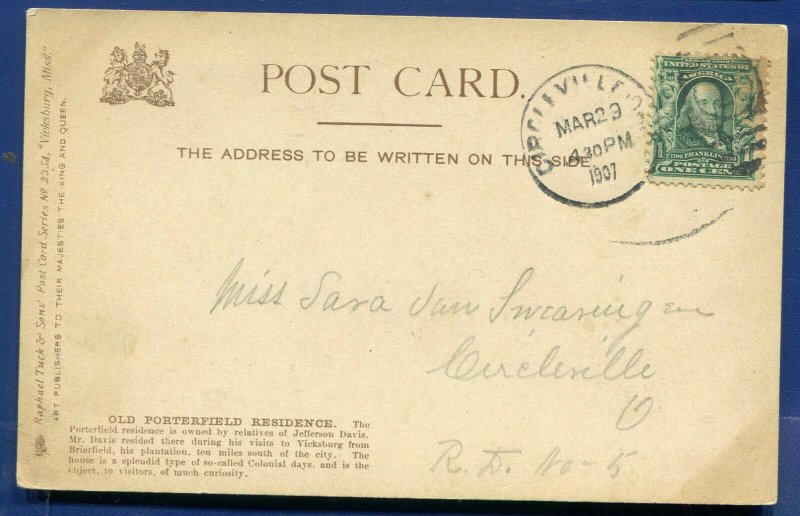 POST CARD.
THE ADDRESS TO BE WRITTEN ON THIS SIDE
CIRCLEVILLE
MAR 29
4 30 PM
1907
SERIES 1902
UNITED STATES OF
AMERICA
FRANKLIN
POSTAGE
ONE CENT
Raphael Tuck & Sons' Post Card Series No 2354, "Vicksburg, Miss."
ART PUBLISHERS TO THEIR MAJESTIES THE KING AND QUEEN.
Miss Sara Van Swearingen
Circleville
O
R. D. No-5
OLD PORTERFIELD RESIDENCE. The
Porterfield residence is owned by relatives of Jefferson Davis.
Mr. Davis resided there during his visits to Vicksburg from
Brierfield, his plantation, ten miles south of the city. The
house is a splendid type of so-called Colonial days, and is the
object, to visitors, of much curiosity.